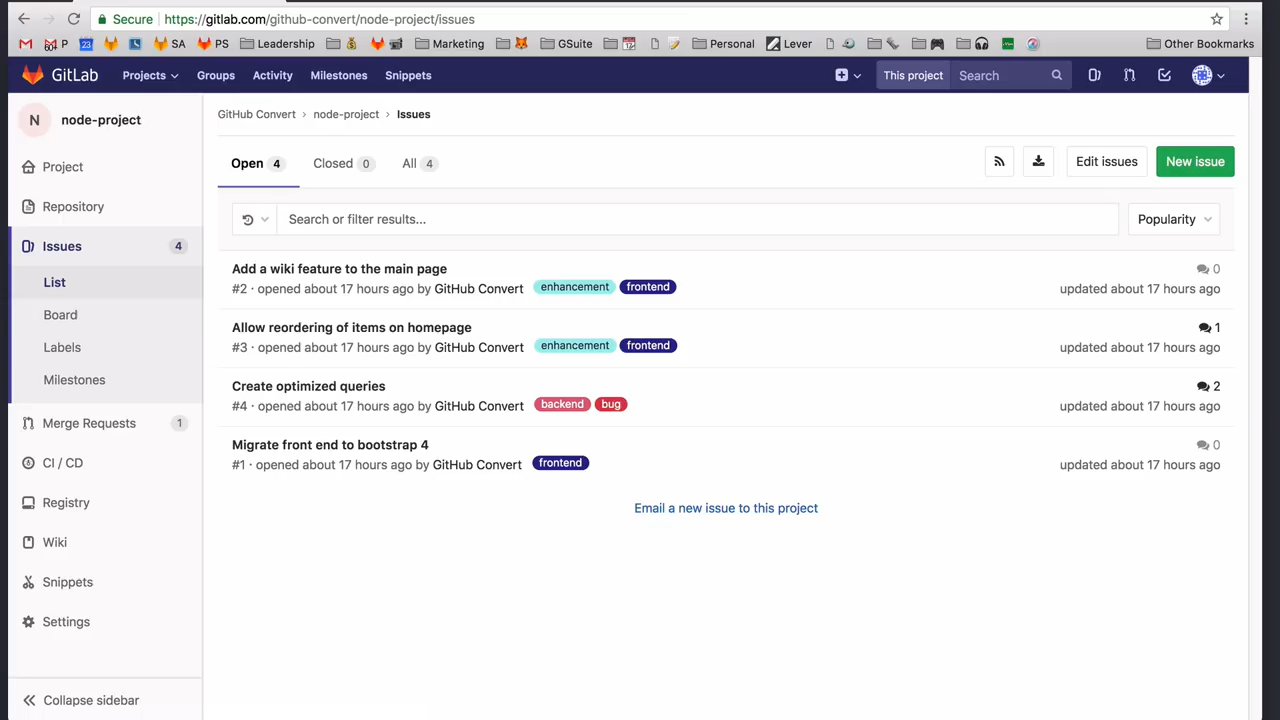 Secure https://gitlab.com/github-convert/node-project/issues
P 23 SA PS Leadership Marketing GSuite Personal Lever Other Bookmarks
GitLab Projects Groups Activity Milestones Snippets This project Search
N node-project
GitHub Convert › node-project › Issues
Open 4 Closed 0 All 4 Edit issues New issue
Project
Repository
Issues 4
List
Board
Labels
Milestones
Merge Requests 1
CI / CD
Registry
Wiki
Snippets
Settings
Collapse sidebar
Search or filter results... Popularity
Add a wiki feature to the main page 0
#2 · opened about 17 hours ago by GitHub Convert enhancement frontend updated about 17 hours ago
Allow reordering of items on homepage 1
#3 · opened about 17 hours ago by GitHub Convert enhancement frontend updated about 17 hours ago
Create optimized queries 2
#4 · opened about 17 hours ago by GitHub Convert backend bug updated about 17 hours ago
Migrate front end to bootstrap 4 0
#1 · opened about 17 hours ago by GitHub Convert frontend updated about 17 hours ago
Email a new issue to this project